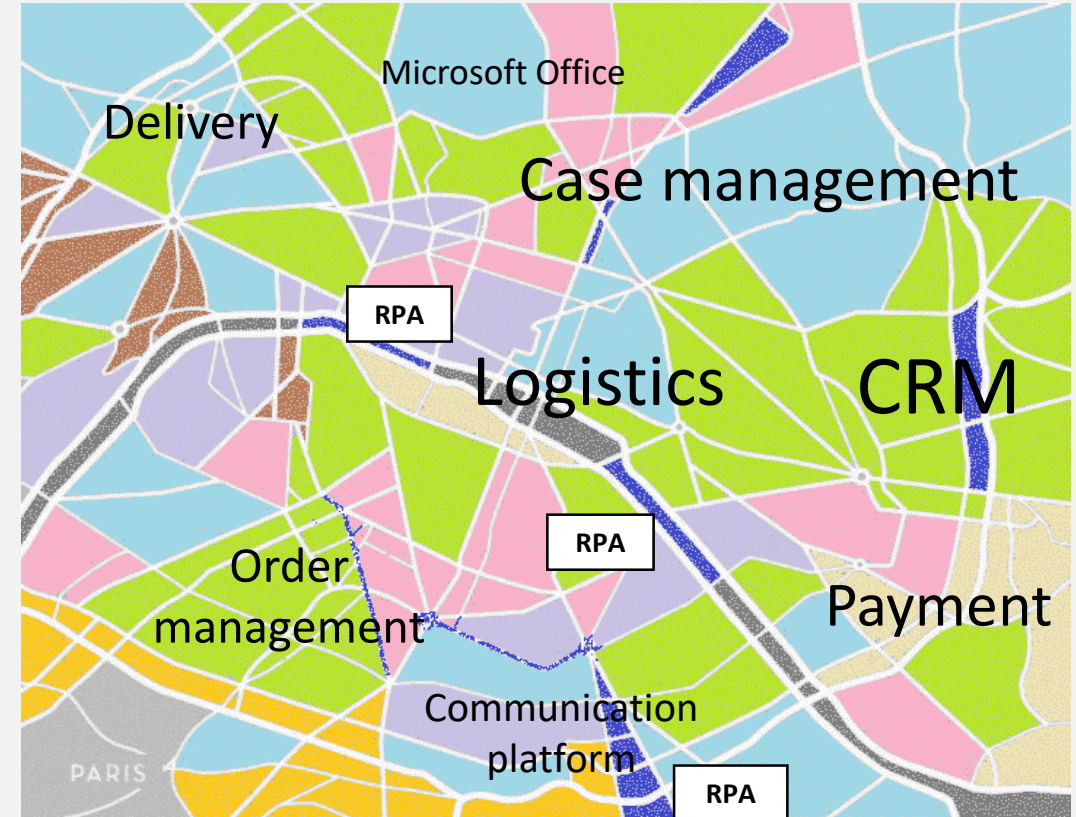 Microsoft Office
Delivery
Case management
RPA
Logistics
CRM
RPA
Order
management
Payment
Communication
platform
PARIS
RPA